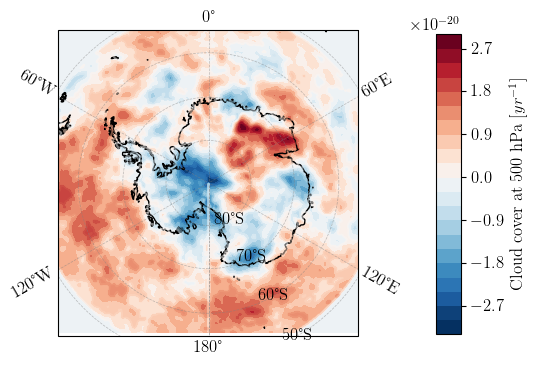 0°
×10⁻²⁰
60°W
60°E
2.7
1.8
0.9
0.0
−0.9
−1.8
−2.7
Cloud cover at 500 hPa [yr⁻¹]
80°S
70°S
60°S
50°S
120°W
120°E
180°